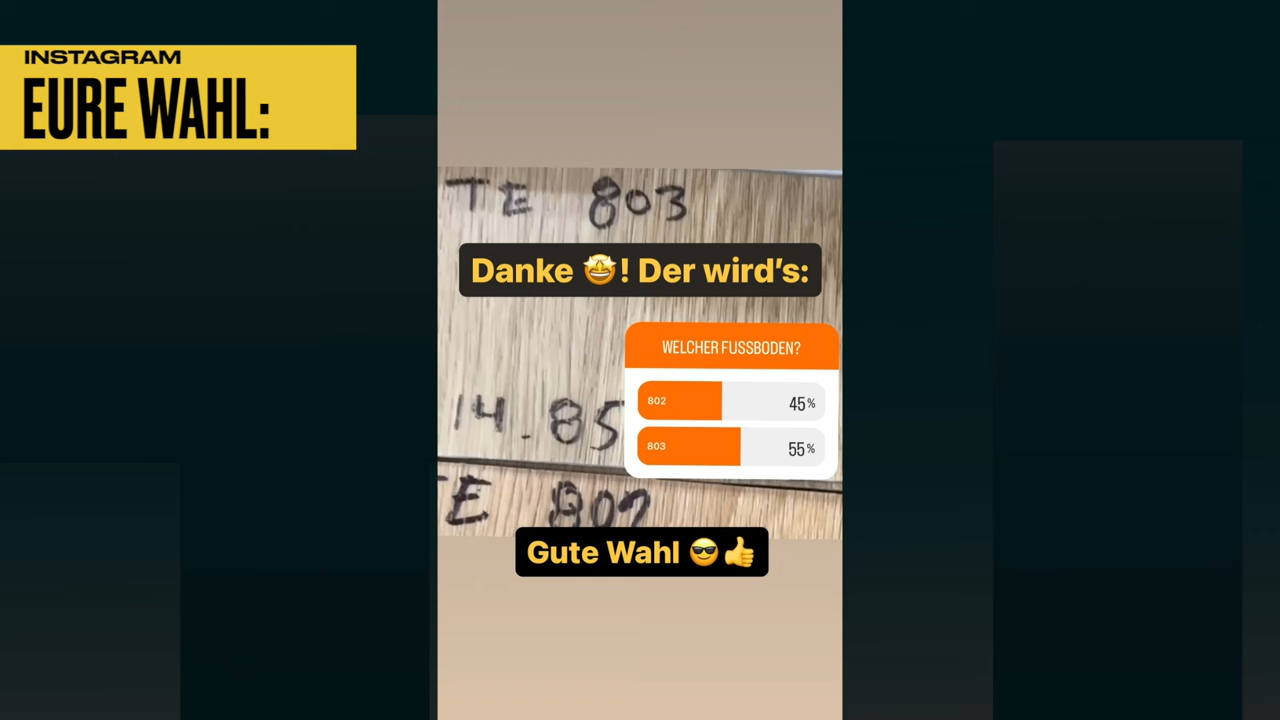 INSTAGRAM
EURE WAHL:
TE 803
Danke 🤩! Der wird's:
WELCHER FUSSBODEN?
802 45%
803 55%
14.85
E 802
Gute Wahl 😎👍